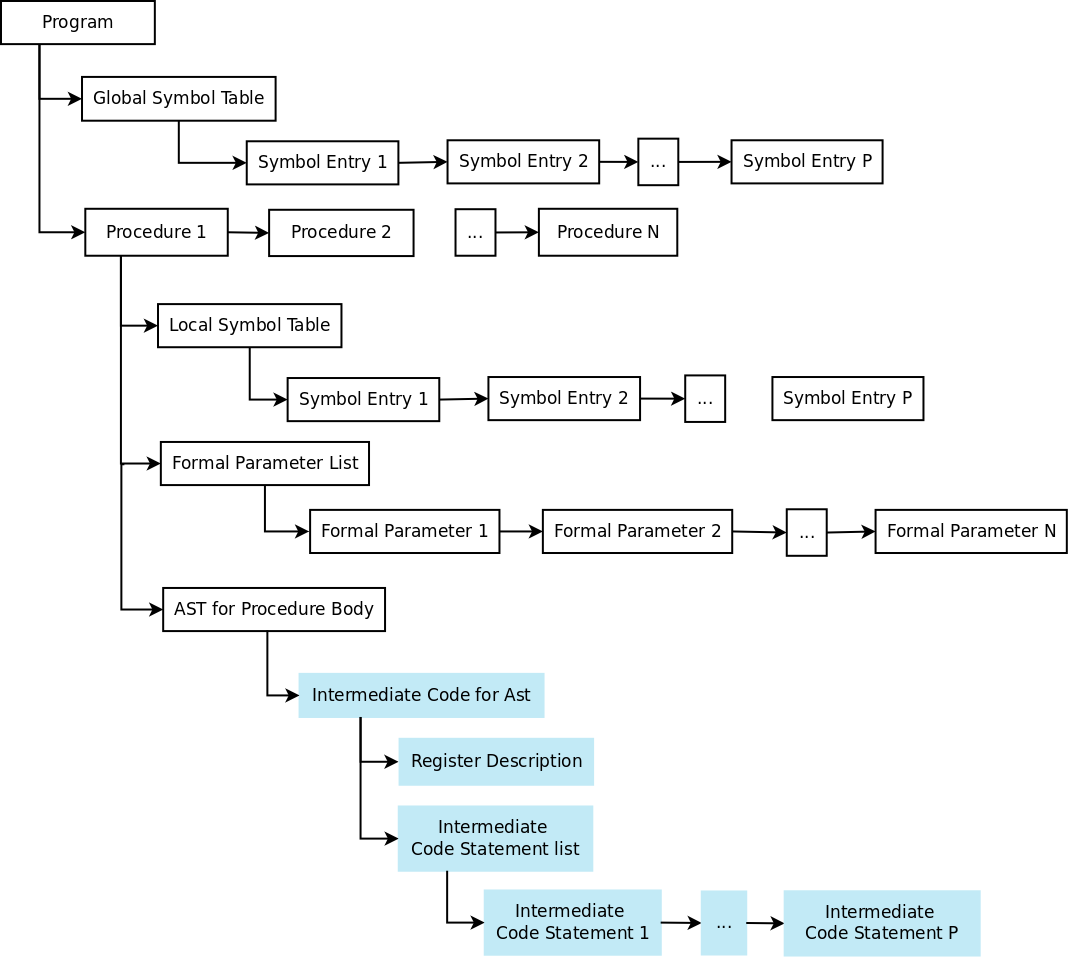 Program
Global Symbol Table
Symbol Entry 1
Symbol Entry 2
...
Symbol Entry P
Procedure 1
Procedure 2
...
Procedure N
Local Symbol Table
Symbol Entry 1
Symbol Entry 2
...
Symbol Entry P
Formal Parameter List
Formal Parameter 1
Formal Parameter 2
...
Formal Parameter N
AST for Procedure Body
Intermediate Code for Ast
Register Description
Intermediate
Code Statement list
Intermediate
Code Statement 1
...
Intermediate
Code Statement P